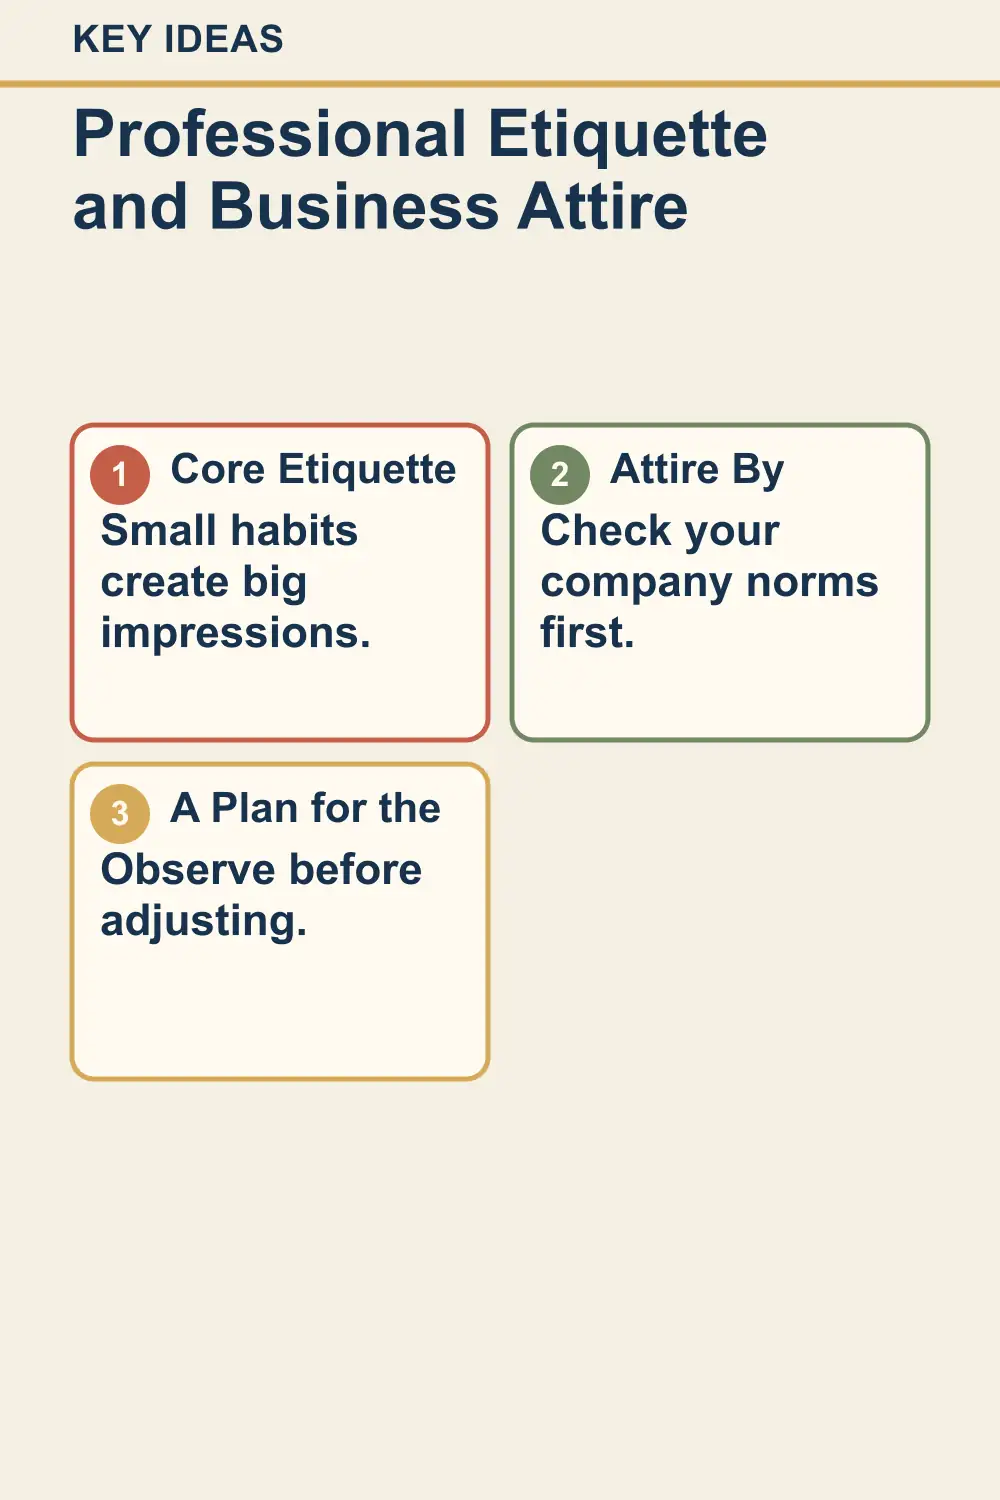 KEY IDEAS
Professional Etiquette
and Business Attire
1 Core Etiquette
Small habits
create big
impressions.
2 Attire By
Check your
company norms
first.
3 A Plan for the
Observe before
adjusting.